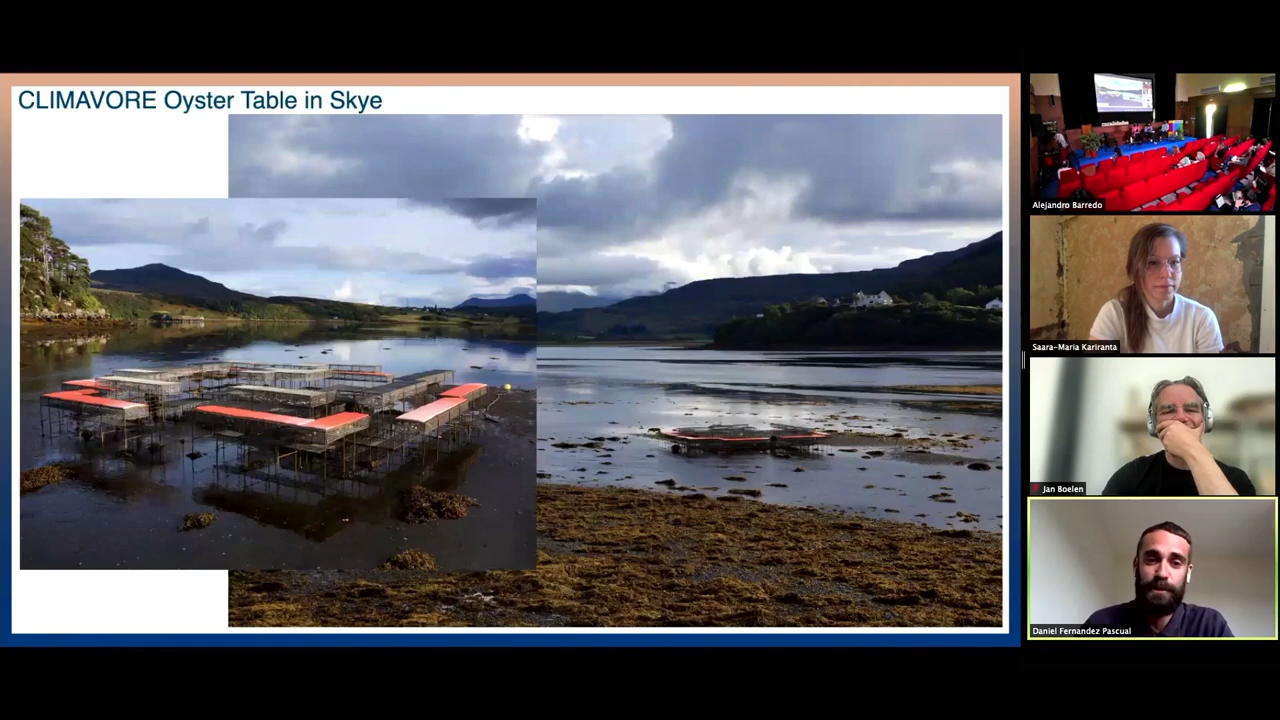 CLIMAVORE Oyster Table in Skye
Alejandro Barredo
Saara-Maria Kariranta
Jan Boelen
Daniel Fernandez Pascual